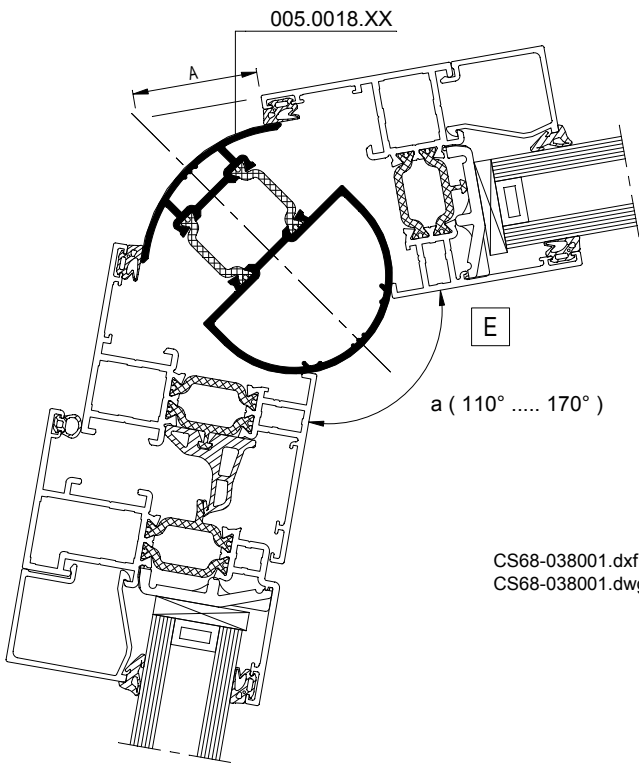 005.0018.XX
A
E
a ( 110° ..... 170° )
CS68-038001.dxf
CS68-038001.dwg